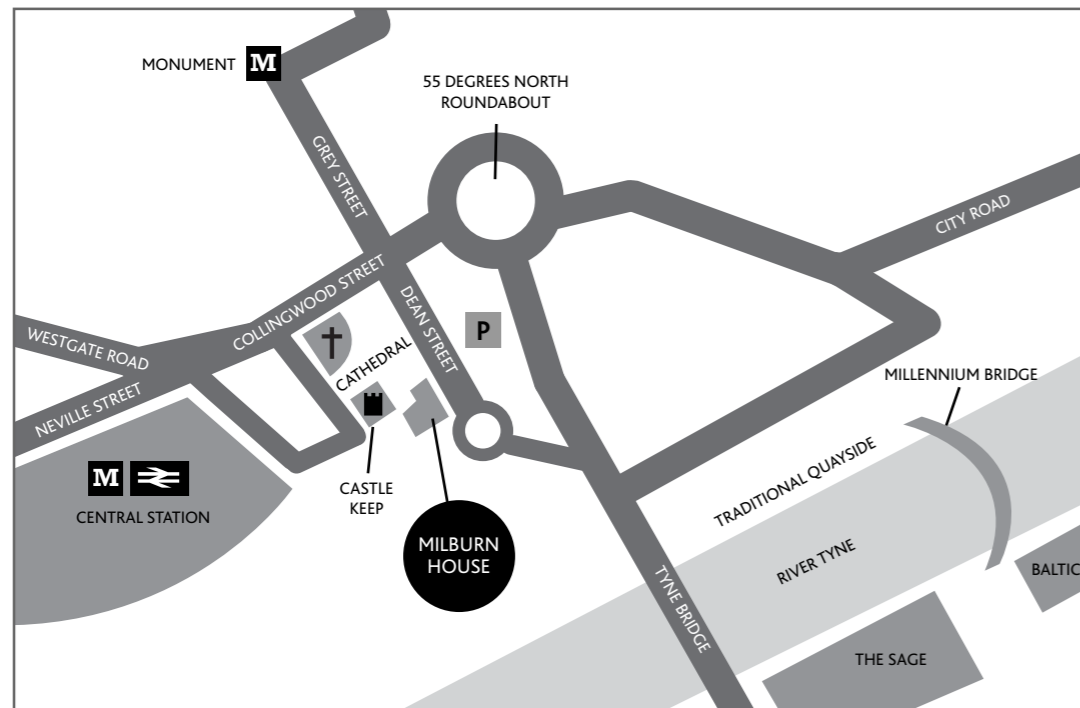 MONUMENT M
55 DEGREES NORTH
ROUNDABOUT
GREY STREET
CITY ROAD
COLLINGWOOD STREET
DEAN STREET
P
WESTGATE ROAD
CATHEDRAL
NEVILLE STREET
MILLENNIUM BRIDGE
TRADITIONAL QUAYSIDE
M
CENTRAL STATION
CASTLE
KEEP
MILBURN
HOUSE
RIVER TYNE
TYNE BRIDGE
BALTIC
THE SAGE